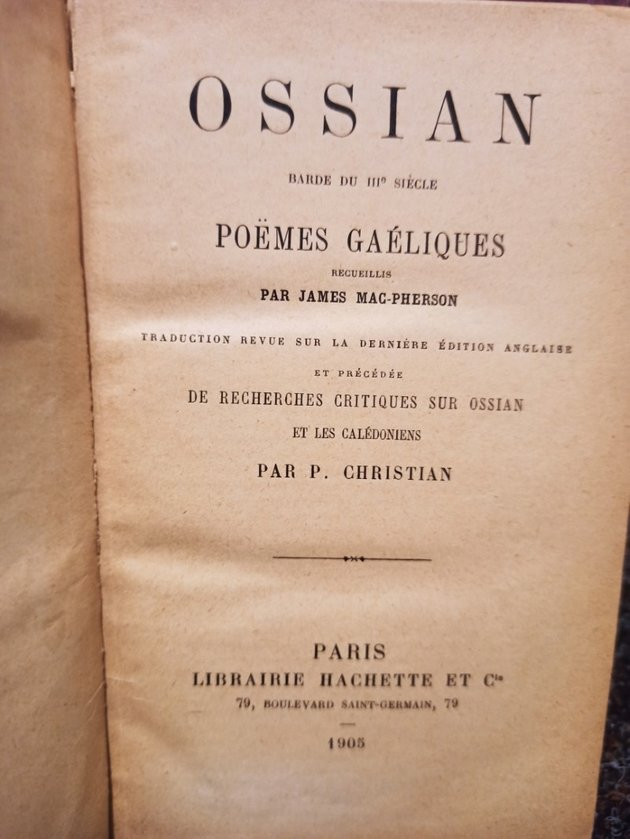 OSSIAN
BARDE DU IIIe SIÈCLE
POËMES GAÉLIQUES
RECUEILLIS
PAR JAMES MAC-PHERSON
TRADUCTION REVUE SUR LA DERNIÉRE ÉDITION ANGLAISE
ET PRÉCÉDÉE
DE RECHERCHES CRITIQUES SUR OSSIAN
ET LES CALÉDONIENS
PAR P. CHRISTIAN
PARIS
LIBRAIRIE HACHETTE ET Cie
79, BOULEVARD SAINT-GERMAIN, 79
1905